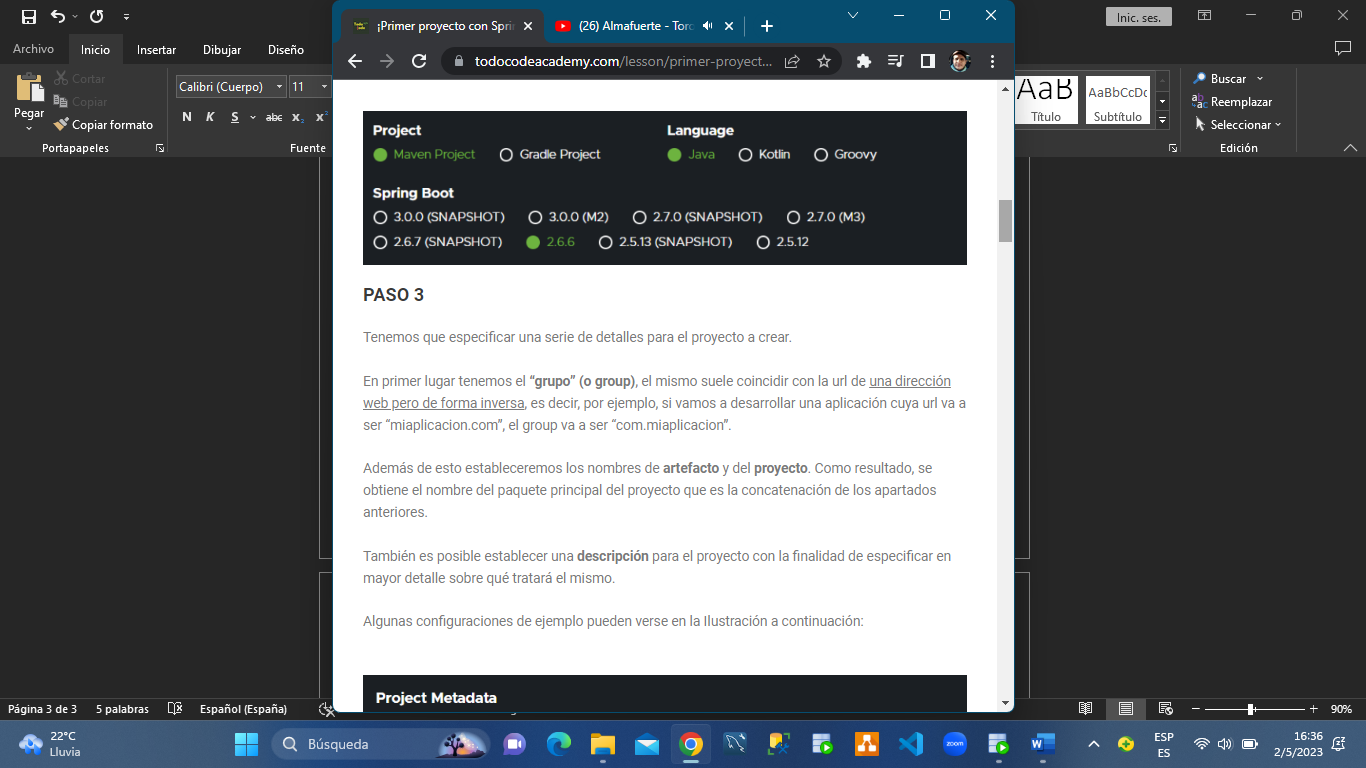 Inic. ses.
Archivo Inicio Insertar Dibujar Diseño
Cortar
Copiar
Copiar formato
Pegar
Portapapeles
Calibri (Cuerpo) 11
N K S abc x₂ x²
Fuente
AaB
Título
AaBbCcDc
Subtítulo
Buscar
Reemplazar
Seleccionar
Edición
¡Primer proyecto con Spri
(26) Almafuerte - Toro
todocodeacademy.com/lesson/primer-proyect...
Project Language
Maven Project Gradle Project Java Kotlin Groovy
Spring Boot
3.0.0 (SNAPSHOT) 3.0.0 (M2) 2.7.0 (SNAPSHOT) 2.7.0 (M3)
2.6.7 (SNAPSHOT) 2.6.6 2.5.13 (SNAPSHOT) 2.5.12
PASO 3
Tenemos que especificar una serie de detalles para el proyecto a crear.
En primer lugar tenemos el “grupo” (o group), el mismo suele coincidir con la url de una dirección
web pero de forma inversa, es decir, por ejemplo, si vamos a desarrollar una aplicación cuya url va a
ser “miaplicacion.com”, el group va a ser “com.miaplicacion”.
Además de esto estableceremos los nombres de artefacto y del proyecto. Como resultado, se
obtiene el nombre del paquete principal del proyecto que es la concatenación de los apartados
anteriores.
También es posible establecer una descripción para el proyecto con la finalidad de especificar en
mayor detalle sobre qué tratará el mismo.
Algunas configuraciones de ejemplo pueden verse en la Ilustración a continuación:
Project Metadata
Página 3 de 3 5 palabras Español (España) 90%
22°C
Lluvia
Búsqueda
zoom
ESP
ES
16:36
2/5/2023